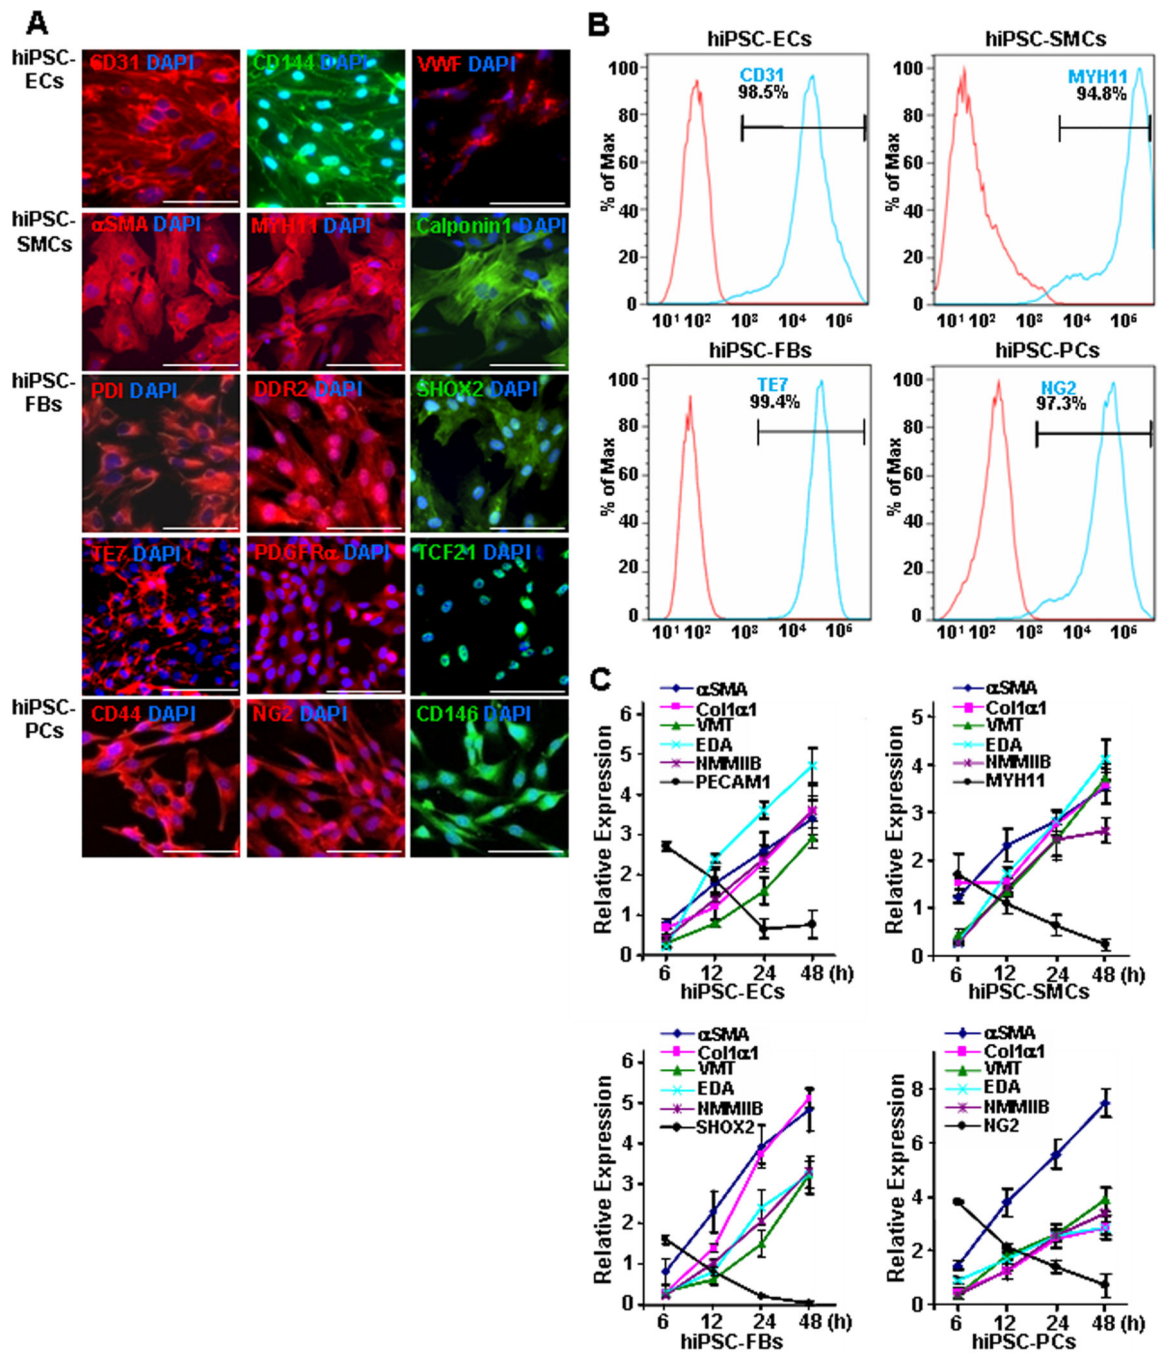 A
hiPSC-
ECs
CD31 DAPI
CD144 DAPI
VWF DAPI
hiPSC-
SMCs
αSMA DAPI
MYH11 DAPI
Calponin1 DAPI
hiPSC-
FBs
PDI DAPI
DDR2 DAPI
SHOX2 DAPI
TE7 DAPI
PDGFRα DAPI
TCF21 DAPI
hiPSC-
PCs
CD44 DAPI
NG2 DAPI
CD146 DAPI
B
hiPSC-ECs
CD31
98.5%
% of Max
100
80
60
40
20
0
10¹ 10² 10³ 10⁴ 10⁶
hiPSC-SMCs
MYH11
94.8%
% of Max
100
80
60
40
20
0
10¹ 10² 10³ 10⁴ 10⁶
hiPSC-FBs
TE7
99.4%
% of Max
100
80
60
40
20
0
10¹ 10² 10³ 10⁴ 10⁶
hiPSC-PCs
NG2
97.3%
% of Max
100
80
60
40
20
0
10¹ 10² 10³ 10⁴ 10⁶
C
αSMA
Col1α1
VMT
EDA
NMMIIB
PECAM1
Relative Expression
6
5
4
3
2
1
0
6 12 24 48 (h)
hiPSC-ECs
αSMA
Col1α1
VMT
EDA
NMMIIB
MYH11
Relative Expression
5
4
3
2
1
0
6 12 24 48 (h)
hiPSC-SMCs
αSMA
Col1α1
VMT
EDA
NMMIIB
SHOX2
Relative Expression
6
5
4
3
2
1
0
6 12 24 48 (h)
hiPSC-FBs
αSMA
Col1α1
VMT
EDA
NMMIIB
NG2
Relative Expression
8
6
4
2
0
6 12 24 48 (h)
hiPSC-PCs